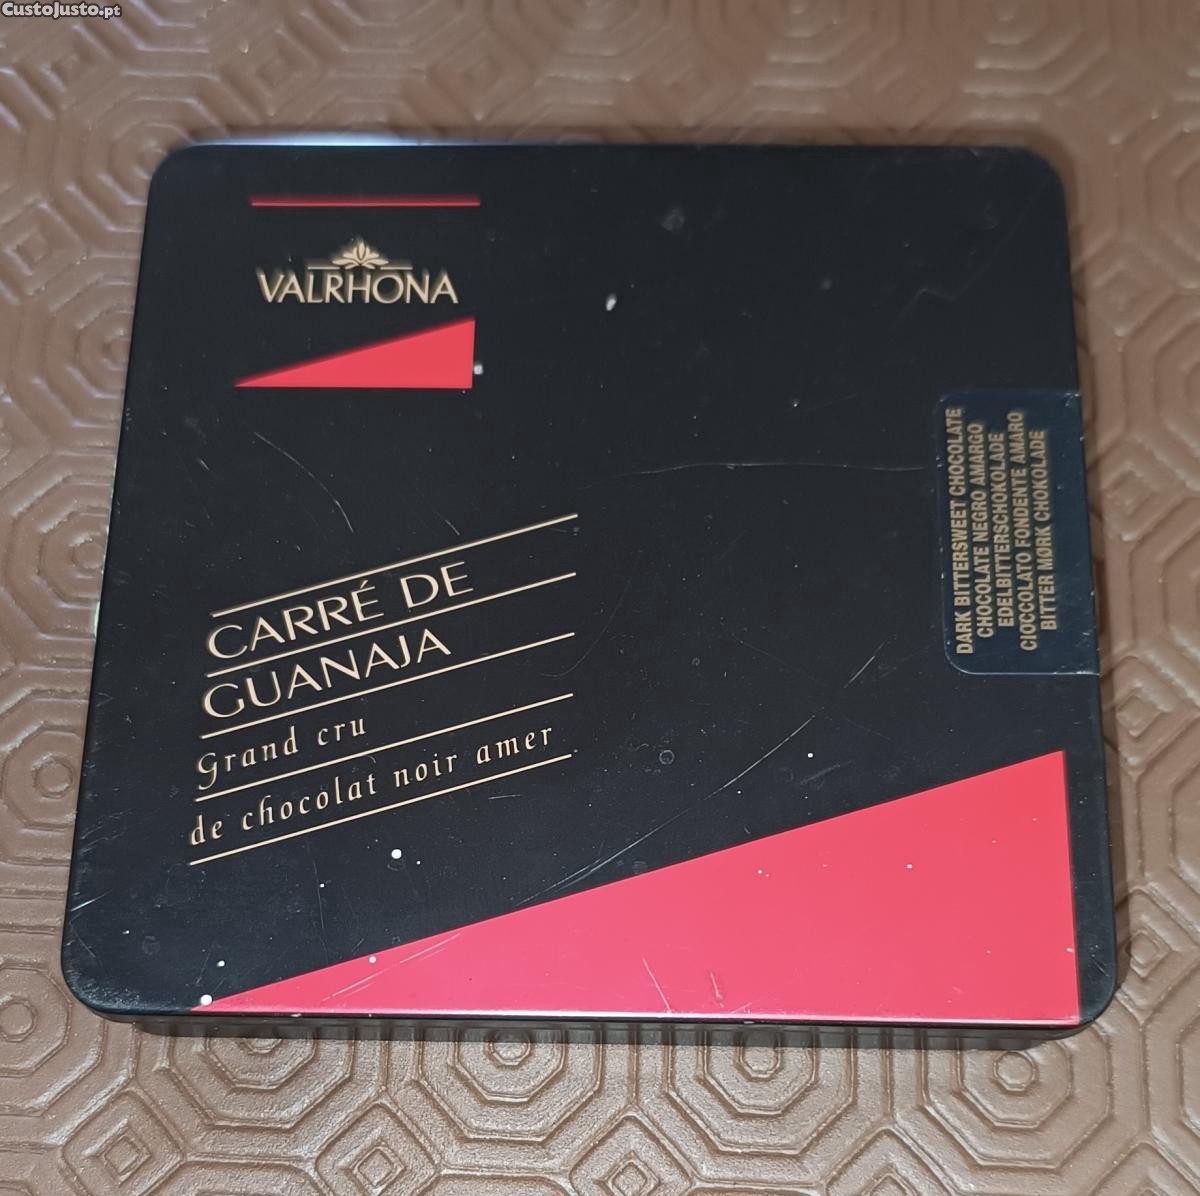 CustoJusto.pt
VALRHONA
CARRÉ DE
GUANAJA
Grand cru
de chocolat noir amer
DARK BITTERSWEET CHOCOLATE
CHOCOLATE NEGRO AMARGO
EDELBITTERSCHOKOLADE
CIOCCOLATO FONDENTE AMARO
BITTER MØRK CHOKOLADE